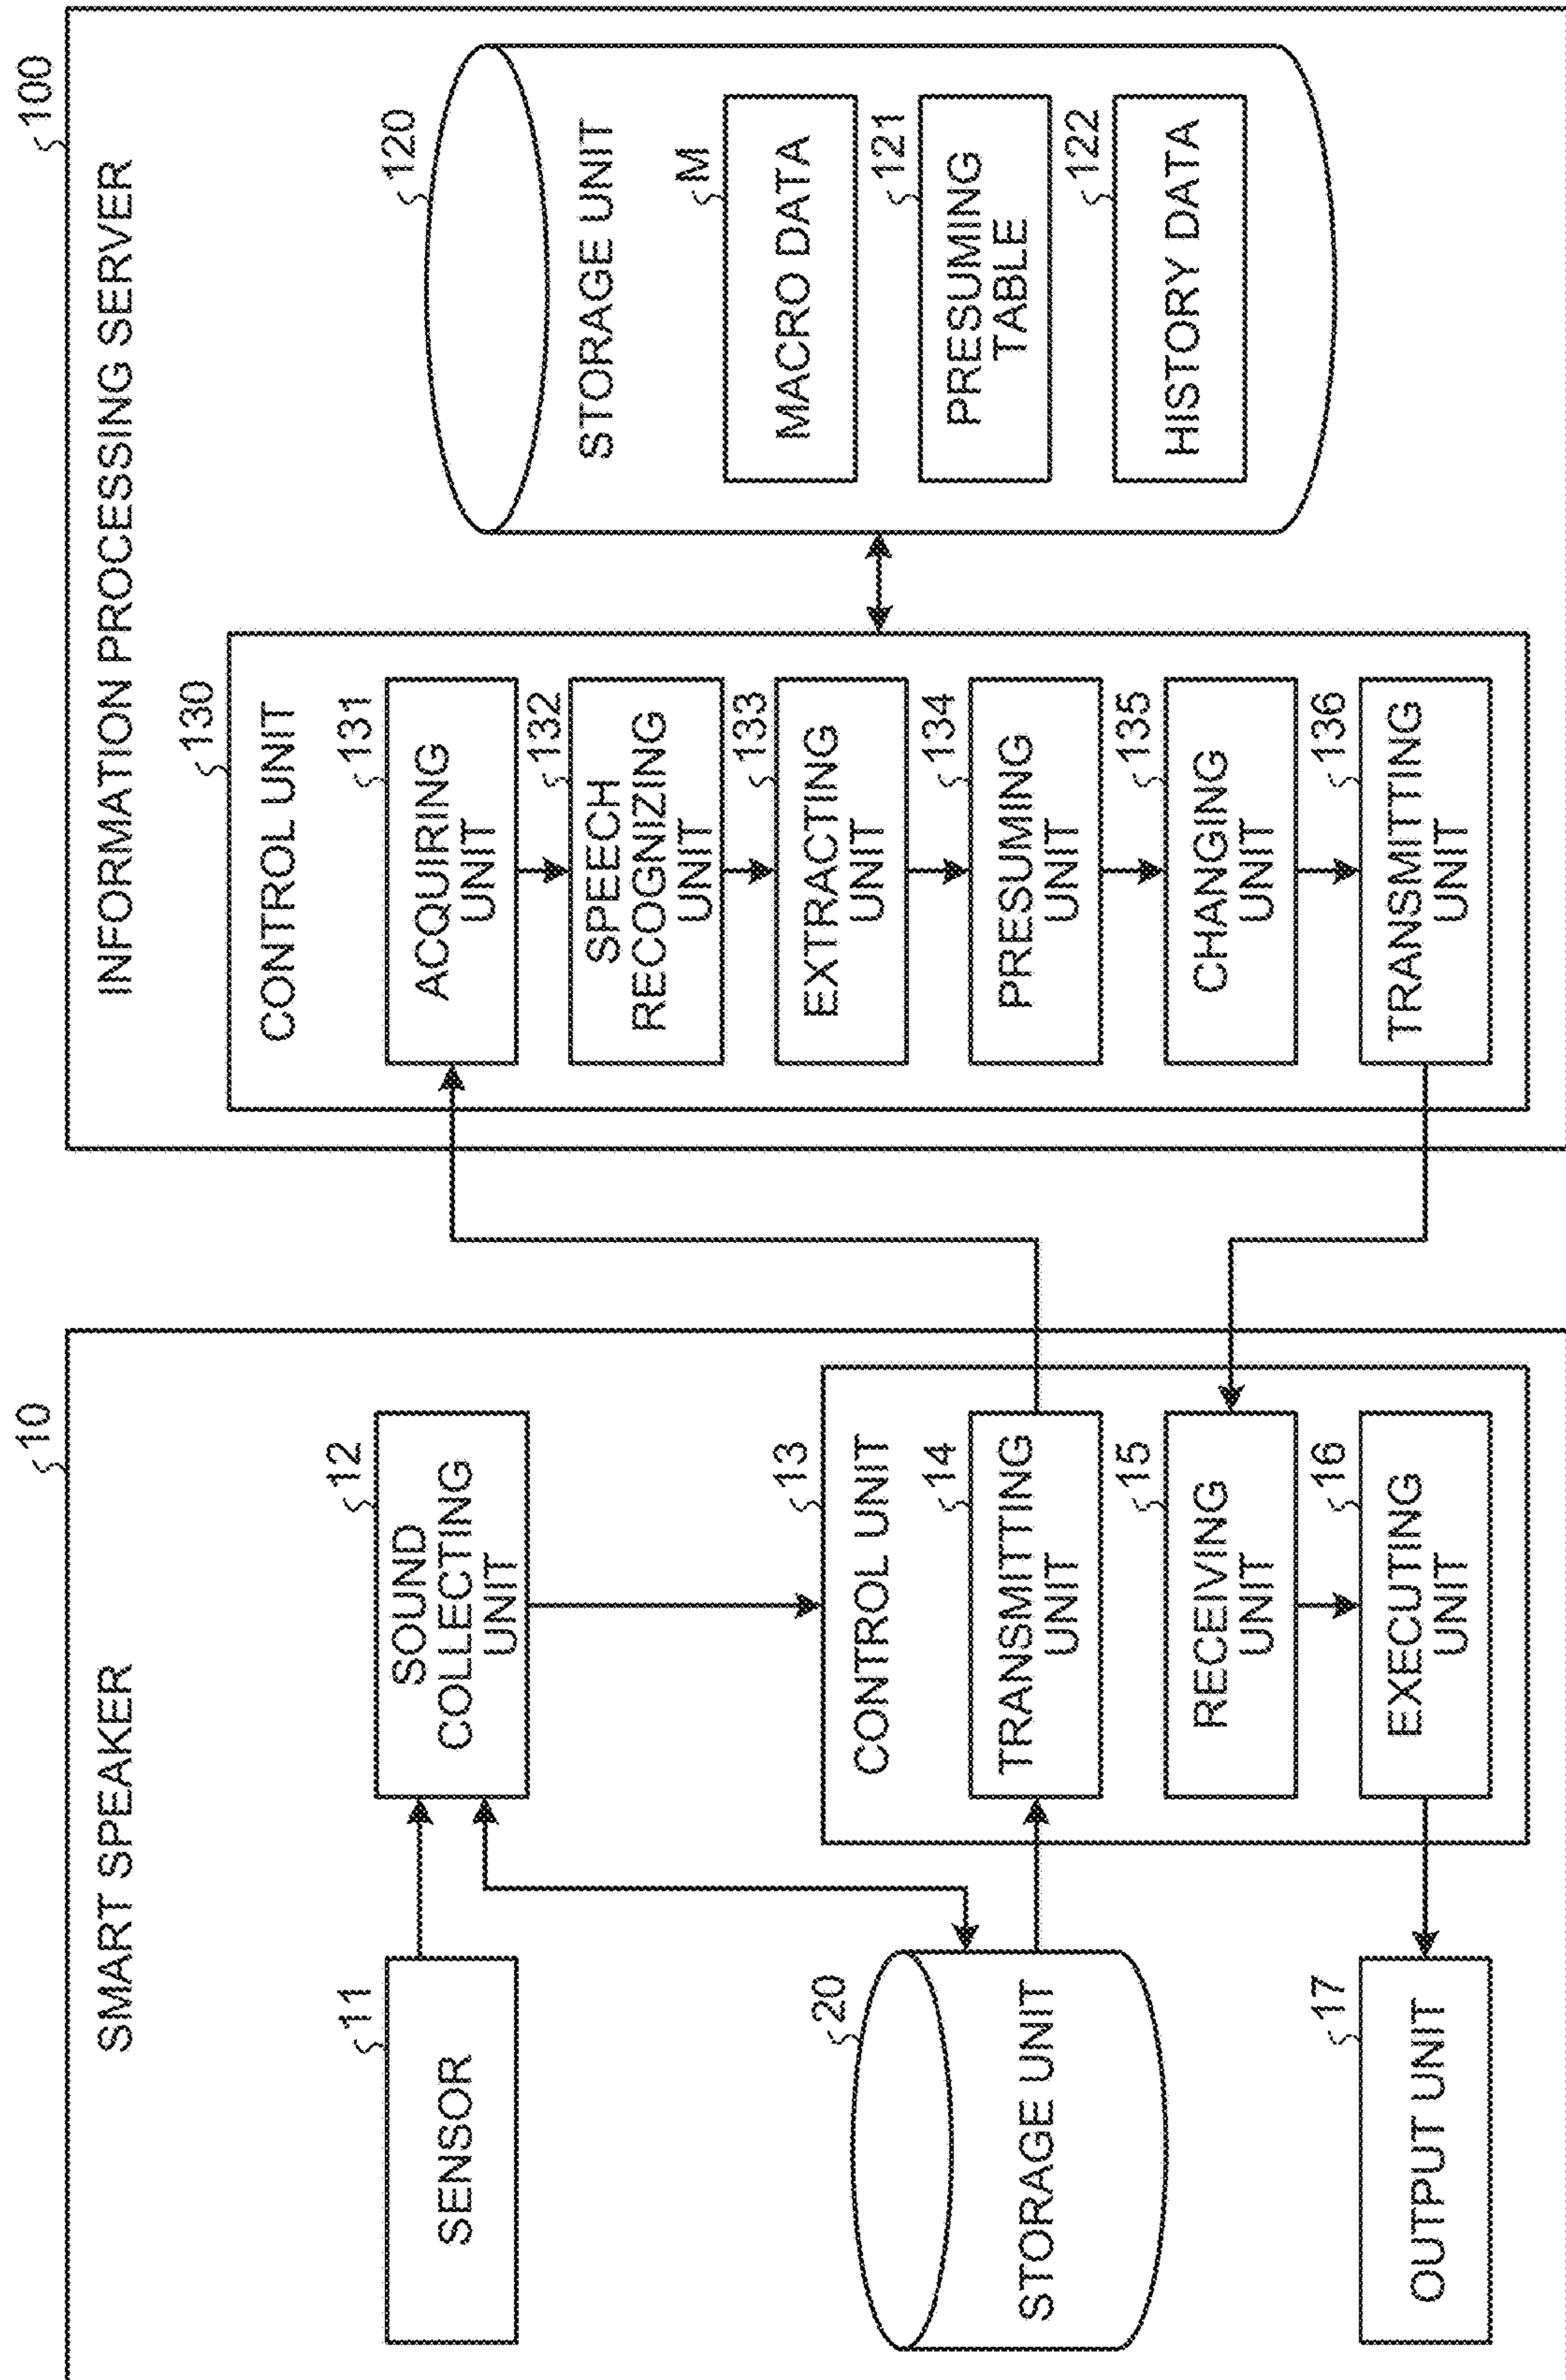 10
SMART SPEAKER
11
SENSOR
12
SOUND
COLLECTING
UNIT
20
STORAGE UNIT
13
CONTROL UNIT
14
TRANSMITTING
UNIT
15
RECEIVING
UNIT
16
EXECUTING
UNIT
17
OUTPUT UNIT
100
INFORMATION PROCESSING SERVER
130
CONTROL UNIT
131
ACQUIRING
UNIT
132
SPEECH
RECOGNIZING
UNIT
133
EXTRACTING
UNIT
134
PRESUMING
UNIT
135
CHANGING
UNIT
136
TRANSMITTING
UNIT
120
STORAGE UNIT
M
MACRO DATA
121
PRESUMING
TABLE
122
HISTORY DATA